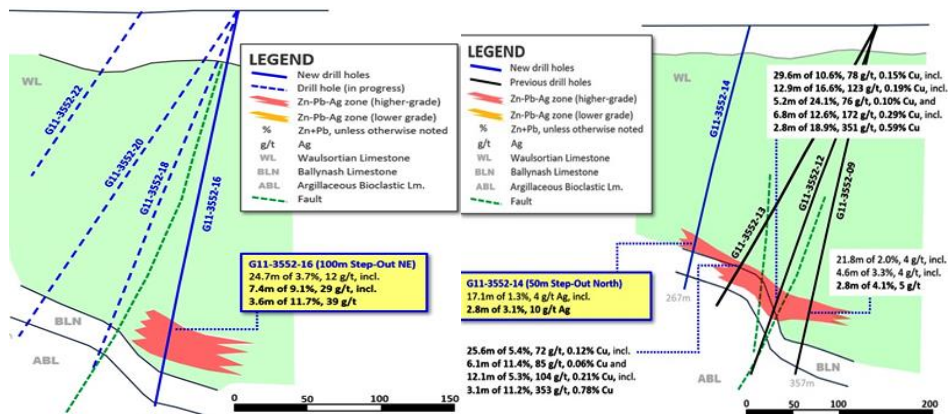 WL
G11-3552-22
G11-3552-20
G11-3552-18
G11-3552-16
LEGEND
New drill holes
Drill hole (in progress)
Zn-Pb-Ag zone (higher-grade)
Zn-Pb-Ag zone (lower grade)
% Zn+Pb, unless otherwise noted
g/t Ag
WL Waulsortian Limestone
BLN Ballynash Limestone
ABL Argillaceous Bioclastic Lm.
Fault
G11-3552-16 (100m Step-Out NE)
24.7m of 3.7%, 12 g/t, incl.
7.4m of 9.1%, 29 g/t, incl.
3.6m of 11.7%, 39 g/t
BLN
ABL
0 50 100 150
LEGEND
New drill holes
Previous drill holes
Zn-Pb-Ag zone (higher-grade)
Zn-Pb-Ag zone (lower grade)
% Zn+Pb, unless otherwise noted
g/t Ag
WL Waulsortian Limestone
BLN Ballynash Limestone
ABL Argillaceous Bioclastic Lm.
Fault
WL
G11-3552-14
29.6m of 10.6%, 78 g/t, 0.15% Cu, incl.
12.9m of 16.6%, 123 g/t, 0.19% Cu, incl.
5.2m of 24.1%, 76 g/t, 0.10% Cu, and
6.8m of 12.6%, 172 g/t, 0.29% Cu, incl.
2.8m of 18.9%, 351 g/t, 0.59% Cu
G11-3552-13
G11-3552-12
G11-3552-09
21.8m of 2.0%, 4 g/t, incl.
4.6m of 3.3%, 4 g/t, incl.
2.8m of 4.1%, 5 g/t
G11-3552-14 (50m Step-Out North)
17.1m of 1.3%, 4 g/t Ag, incl.
2.8m of 3.1%, 10 g/t Ag
267m
25.6m of 5.4%, 72 g/t, 0.12% Cu, incl.
6.1m of 11.4%, 85 g/t, 0.06% Cu and
12.1m of 5.3%, 104 g/t, 0.21% Cu, incl.
3.1m of 11.2%, 353 g/t, 0.78% Cu
ABL
BLN
357m
0 50 100 200